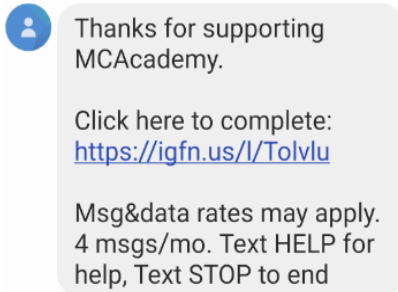 Thanks for supporting
MCAcademy.
Click here to complete:
https://igfn.us/l/Tolvlu
Msg&data rates may apply.
4 msgs/mo. Text HELP for
help, Text STOP to end